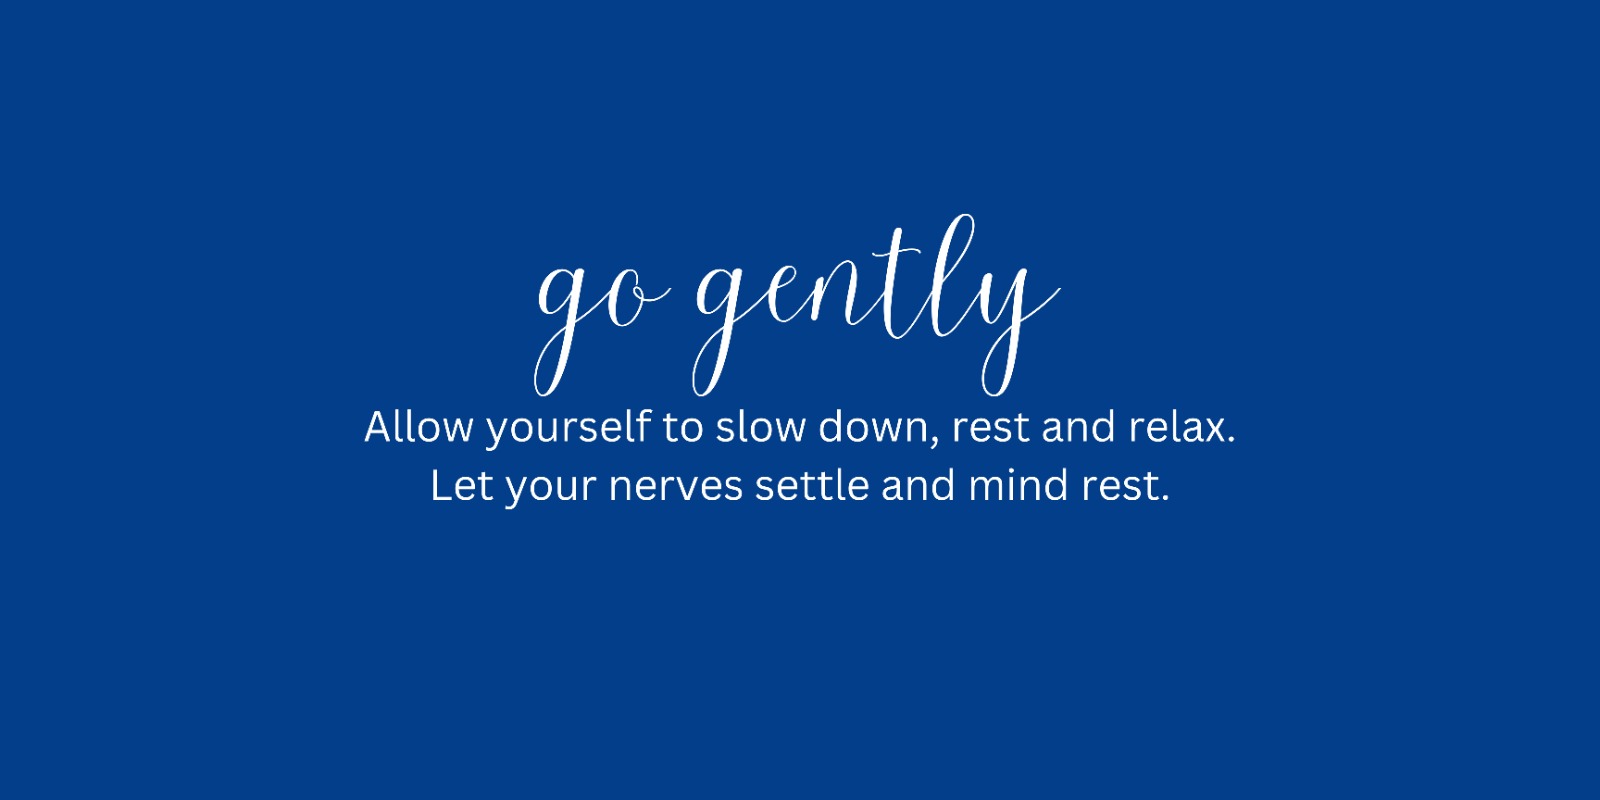 go gently
Allow yourself to slow down, rest and relax.
Let your nerves settle and mind rest.